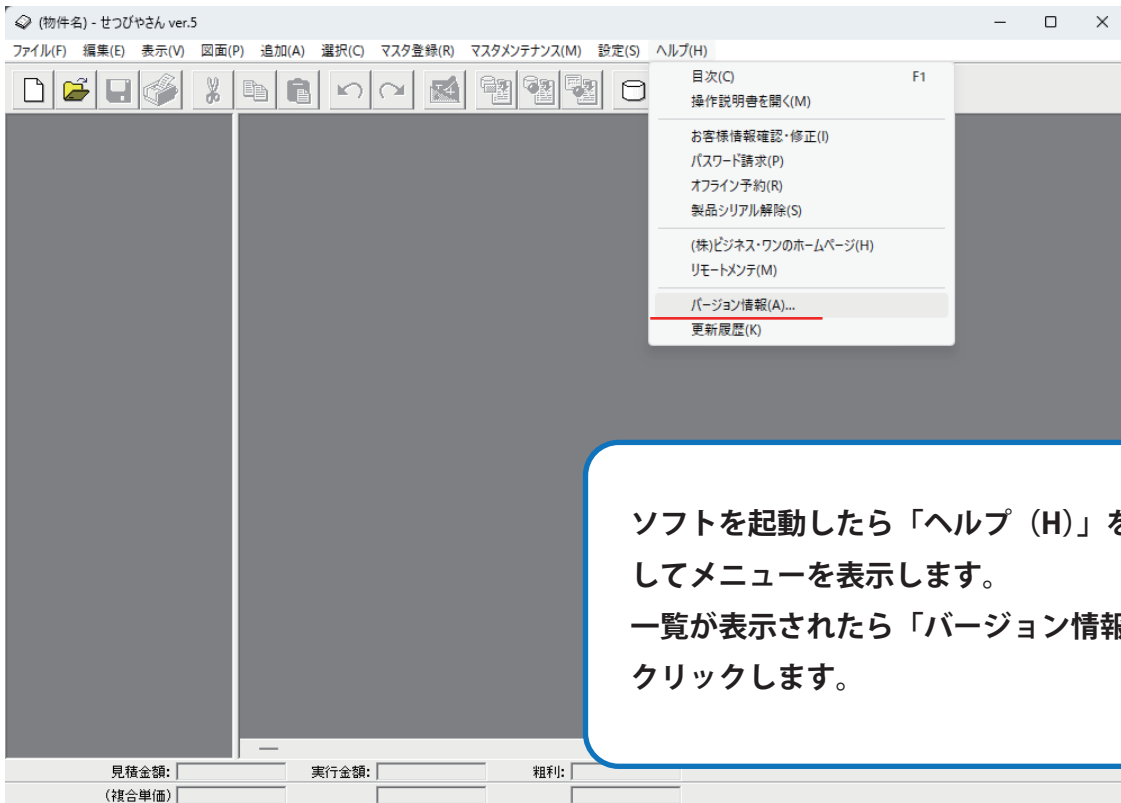 (物件名) - せつびやさん ver.5
ファイル(F) 編集(E) 表示(V) 図面(P) 追加(A) 選択(C) マスタ登録(R) マスタメンテナンス(M) 設定(S) ヘルプ(H)
目次(C) F1
操作説明書を開く(M)
お客様情報確認・修正(I)
パスワード請求(P)
オフライン予約(R)
製品シリアル解除(S)
(株)ビジネス・ワンのホームページ(H)
リモートメンテ(M)
バージョン情報(A)...
更新履歴(K)
ソフトを起動したら「ヘルプ（H）」を
してメニューを表示します。
一覧が表示されたら「バージョン情報
クリックします。
見積金額: 実行金額: 粗利:
(複合単価)